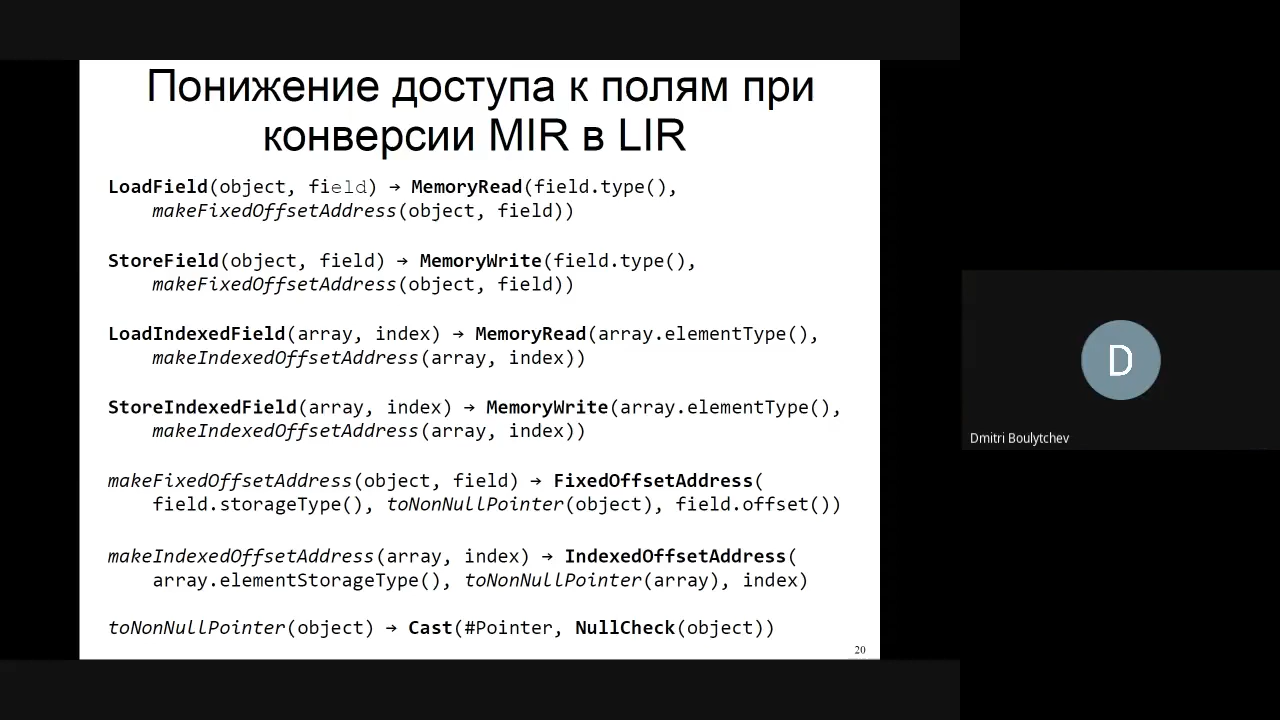 Понижение доступа к полям при
конверсии MIR в LIR
LoadField(object, field) → MemoryRead(field.type(),
makeFixedOffsetAddress(object, field))
StoreField(object, field) → MemoryWrite(field.type(),
makeFixedOffsetAddress(object, field))
LoadIndexedField(array, index) → MemoryRead(array.elementType(),
makeIndexedOffsetAddress(array, index))
StoreIndexedField(array, index) → MemoryWrite(array.elementType(),
makeIndexedOffsetAddress(array, index))
makeFixedOffsetAddress(object, field) → FixedOffsetAddress(
field.storageType(), toNonNullPointer(object), field.offset())
makeIndexedOffsetAddress(array, index) → IndexedOffsetAddress(
array.elementStorageType(), toNonNullPointer(array), index)
toNonNullPointer(object) → Cast(#Pointer, NullCheck(object))
20
D
Dmitri Boulytchev